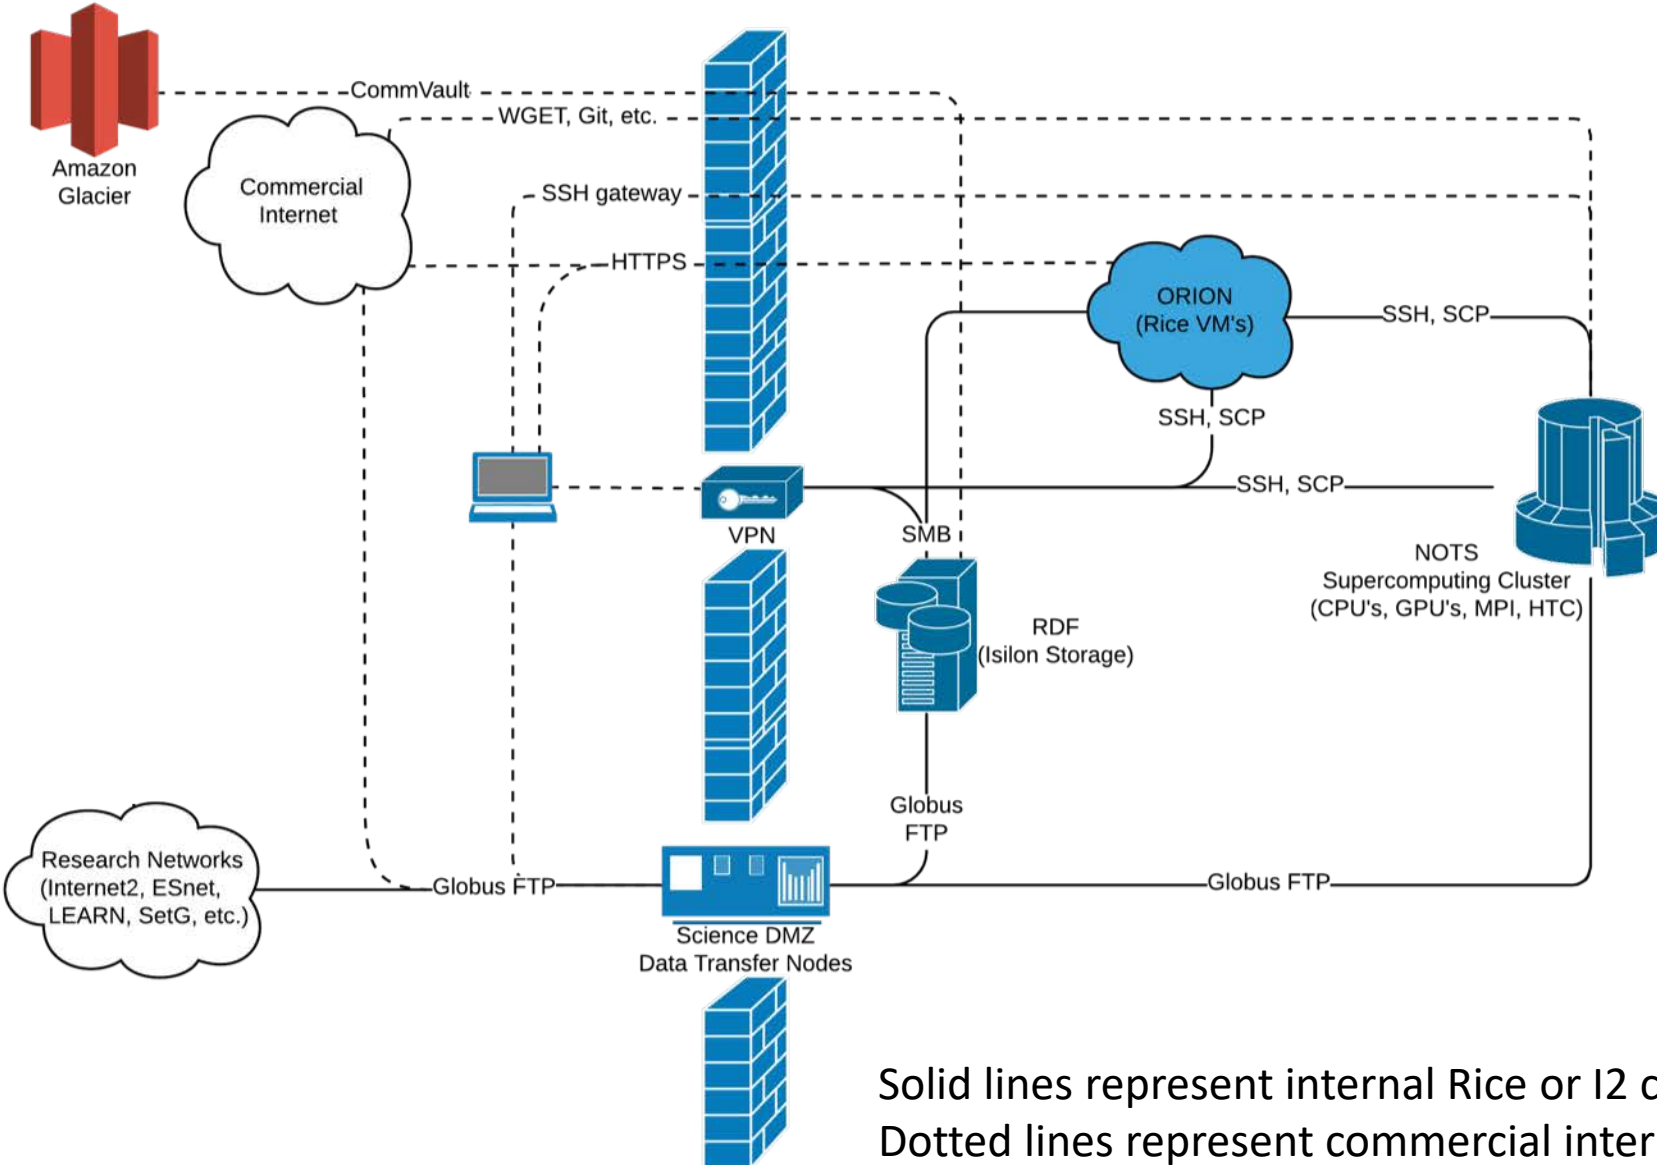 CommVault
WGET, Git, etc.
Amazon
Glacier
Commercial
Internet
SSH gateway
HTTPS
ORION
(Rice VM's)
SSH, SCP
SSH, SCP
SSH, SCP
VPN
SMB
NOTS
Supercomputing Cluster
(CPU's, GPU's, MPI, HTC)
RDF
(Isilon Storage)
Globus
FTP
Research Networks
(Internet2, ESnet,
LEARN, SetG, etc.)
Globus FTP
Globus FTP
Science DMZ
Data Transfer Nodes
Solid lines represent internal Rice or I2
Dotted lines represent commercial